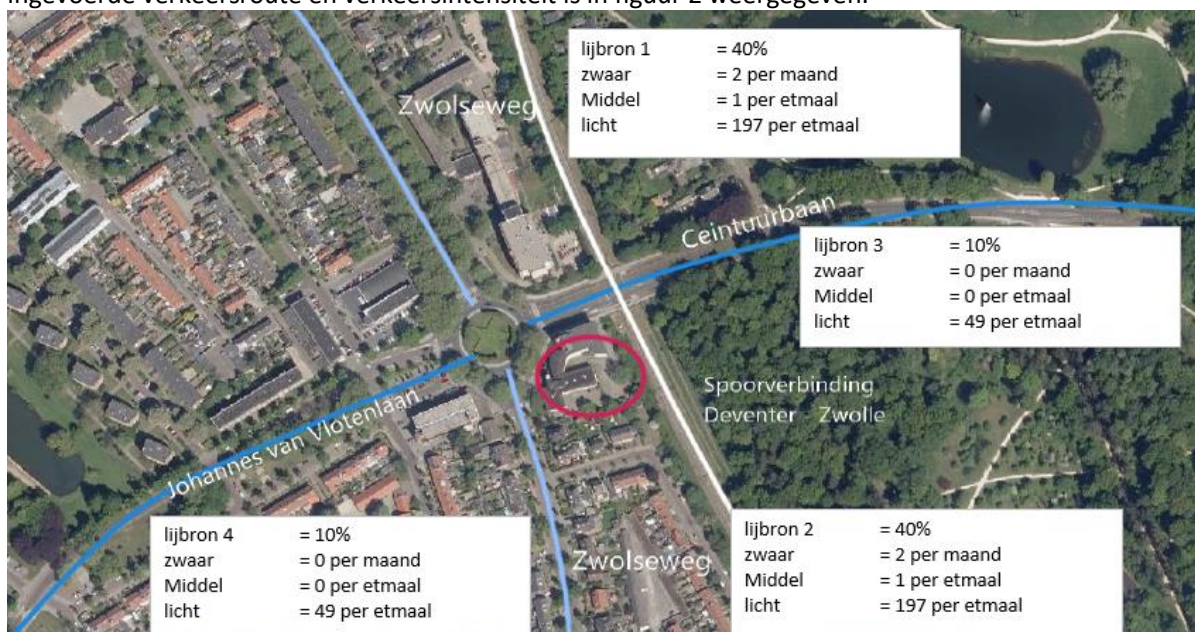 ingevoerde verkeersroute en verkeersintensiteit is in figuur 2 weergegeven.
lijbron 1 = 40%
zwaar = 2 per maand
Middel = 1 per etmaal
licht = 197 per etmaal
Zwolseweg
Ceintuurbaan
lijbron 3 = 10%
zwaar = 0 per maand
Middel = 0 per etmaal
licht = 49 per etmaal
Spoorverbinding
Deventer - Zwolle
Johannes van Vlotenlaan
lijbron 4 = 10%
zwaar = 0 per maand
Middel = 0 per etmaal
licht = 49 per etmaal
Zwolseweg
lijbron 2 = 40%
zwaar = 2 per maand
Middel = 1 per etmaal
licht = 197 per etmaal